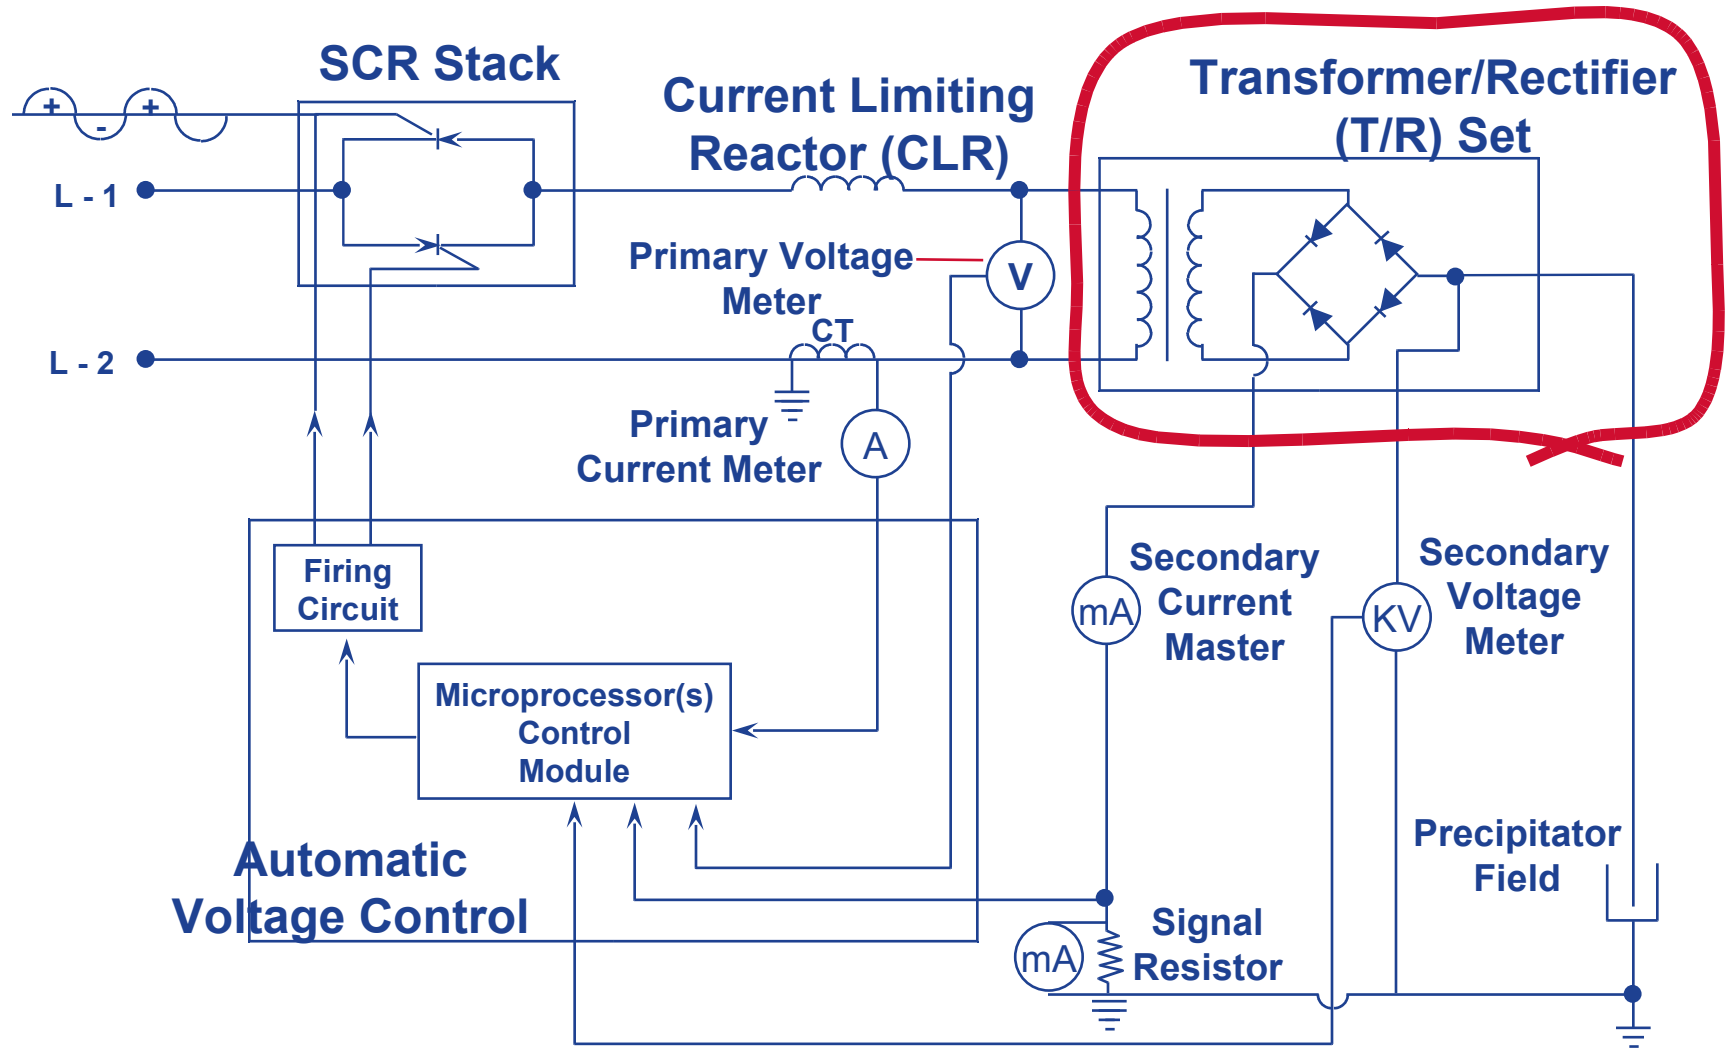 SCR Stack
+
-
+
L - 1
L - 2
Current Limiting
Reactor (CLR)
Transformer/Rectifier
(T/R) Set
Primary Voltage
Meter
V
CT
Primary
Current Meter
A
Firing
Circuit
Microprocessor(s)
Control
Module
Automatic
Voltage Control
mA
Secondary
Current
Master
KV
Secondary
Voltage
Meter
Precipitator
Field
mA
Signal
Resistor